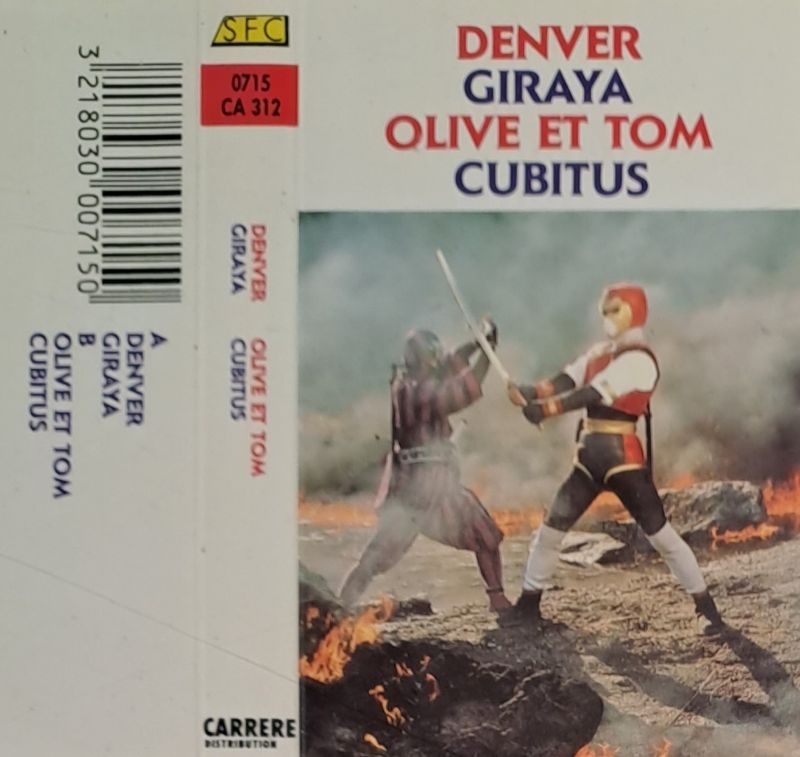 SFC
0715
CA 312
DENVER
GIRAYA
OLIVE ET TOM
CUBITUS
3 218030 007150
A
DENVER
GIRAYA
B
OLIVE ET TOM
CUBITUS
DENVER OLIVE ET TOM
GIRAYA CUBITUS
CARRERE
DISTRIBUTION